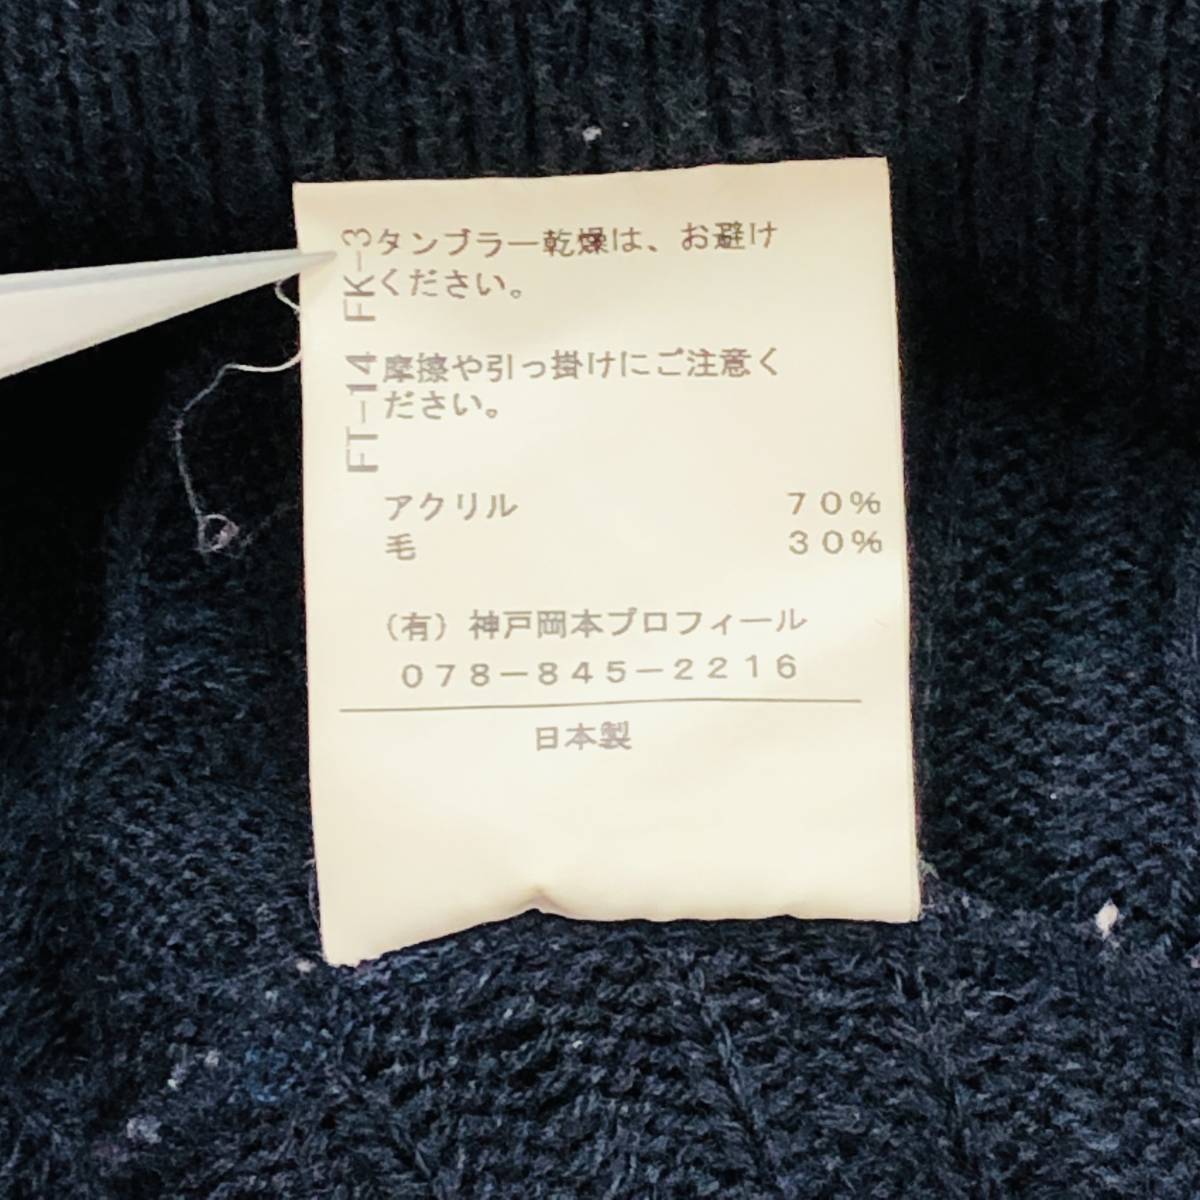 FT-14 FK-3
タンブラー乾燥は、お避け
ください。
摩擦や引っ掛けにご注意く
ださい。
アクリル 70%
毛 30%
(有)神戸岡本プロフィール
078-845-2216
日本製